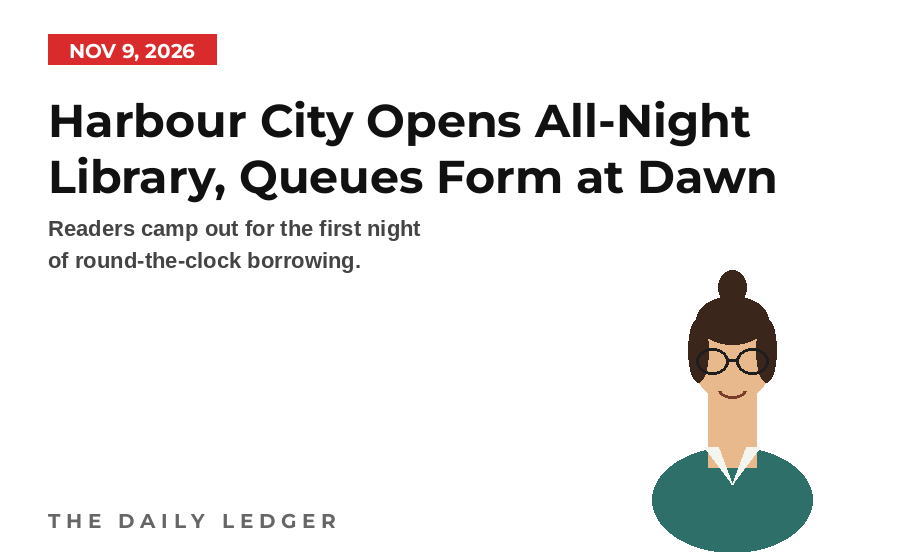 NOV 9, 2026
Harbour City Opens All-Night
Library, Queues Form at Dawn
Readers camp out for the first night
of round-the-clock borrowing.
THE DAILY LEDGER